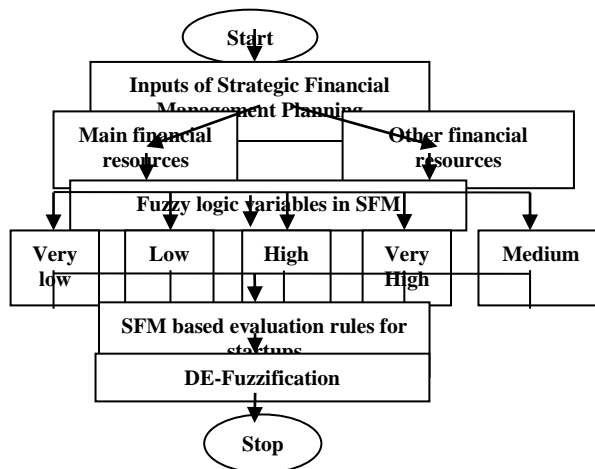 Start
Inputs of Strategic Financial
Management Planning
Main financial
resources
Other financial
resources
Fuzzy logic variables in SFM
Very
low
Low
High
Very
High
Medium
SFM based evaluation rules for
startups
DE-Fuzzification
Stop